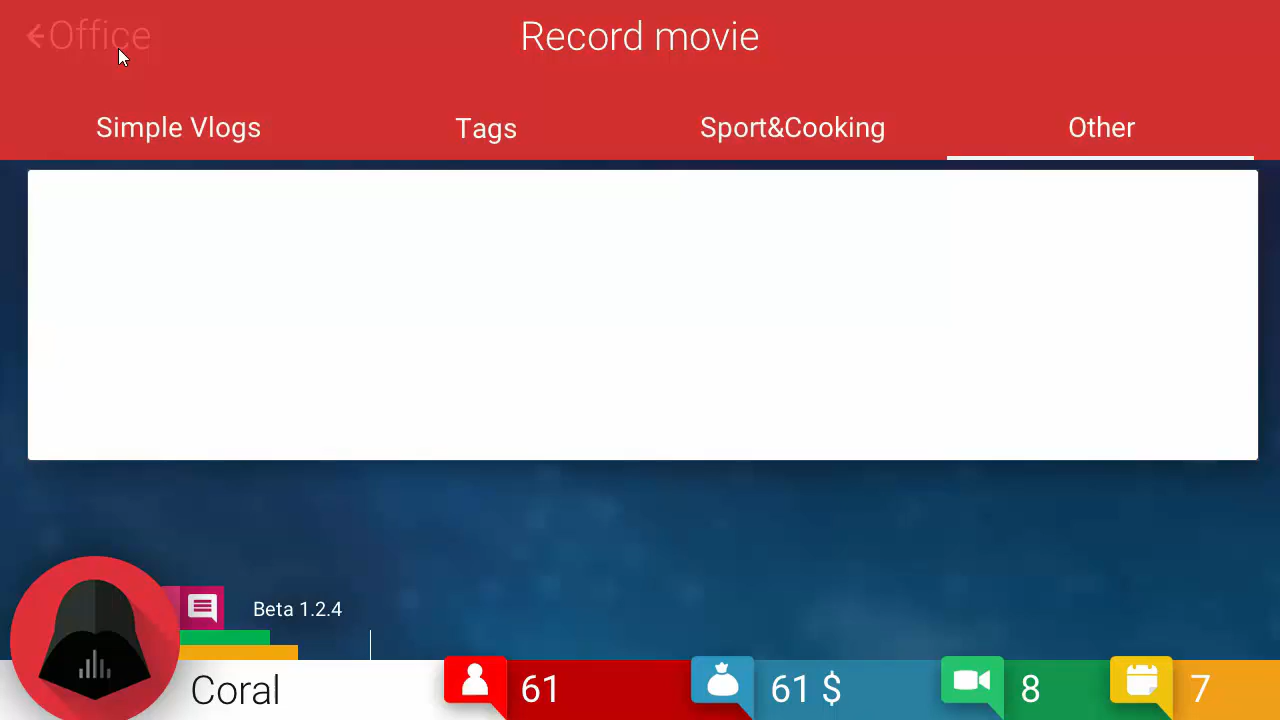 Office
Record movie
Simple Vlogs
Tags
Sport&Cooking
Other
Beta 1.2.4
Coral
61
61 $
8
7